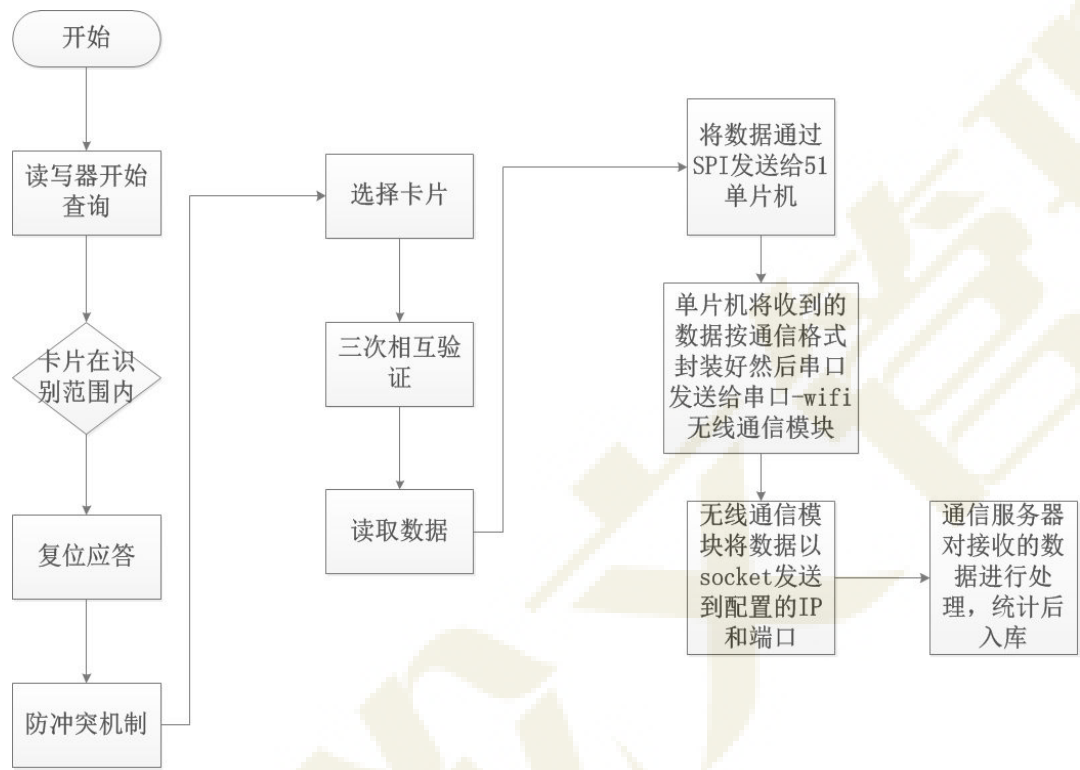 开始
读写器开始
查询
卡片在识
别范围内
复位应答
防冲突机制
选择卡片
三次相互验
证
读取数据
将数据通过
SPI发送给51
单片机
单片机将收到的
数据按通信格式
封装好然后串口
发送给串口-wifi
无线通信模块
无线通信模
块将数据以
socket发送
到配置的IP
和端口
通信服务器
对接收的数
据进行处
理，统计后
入库